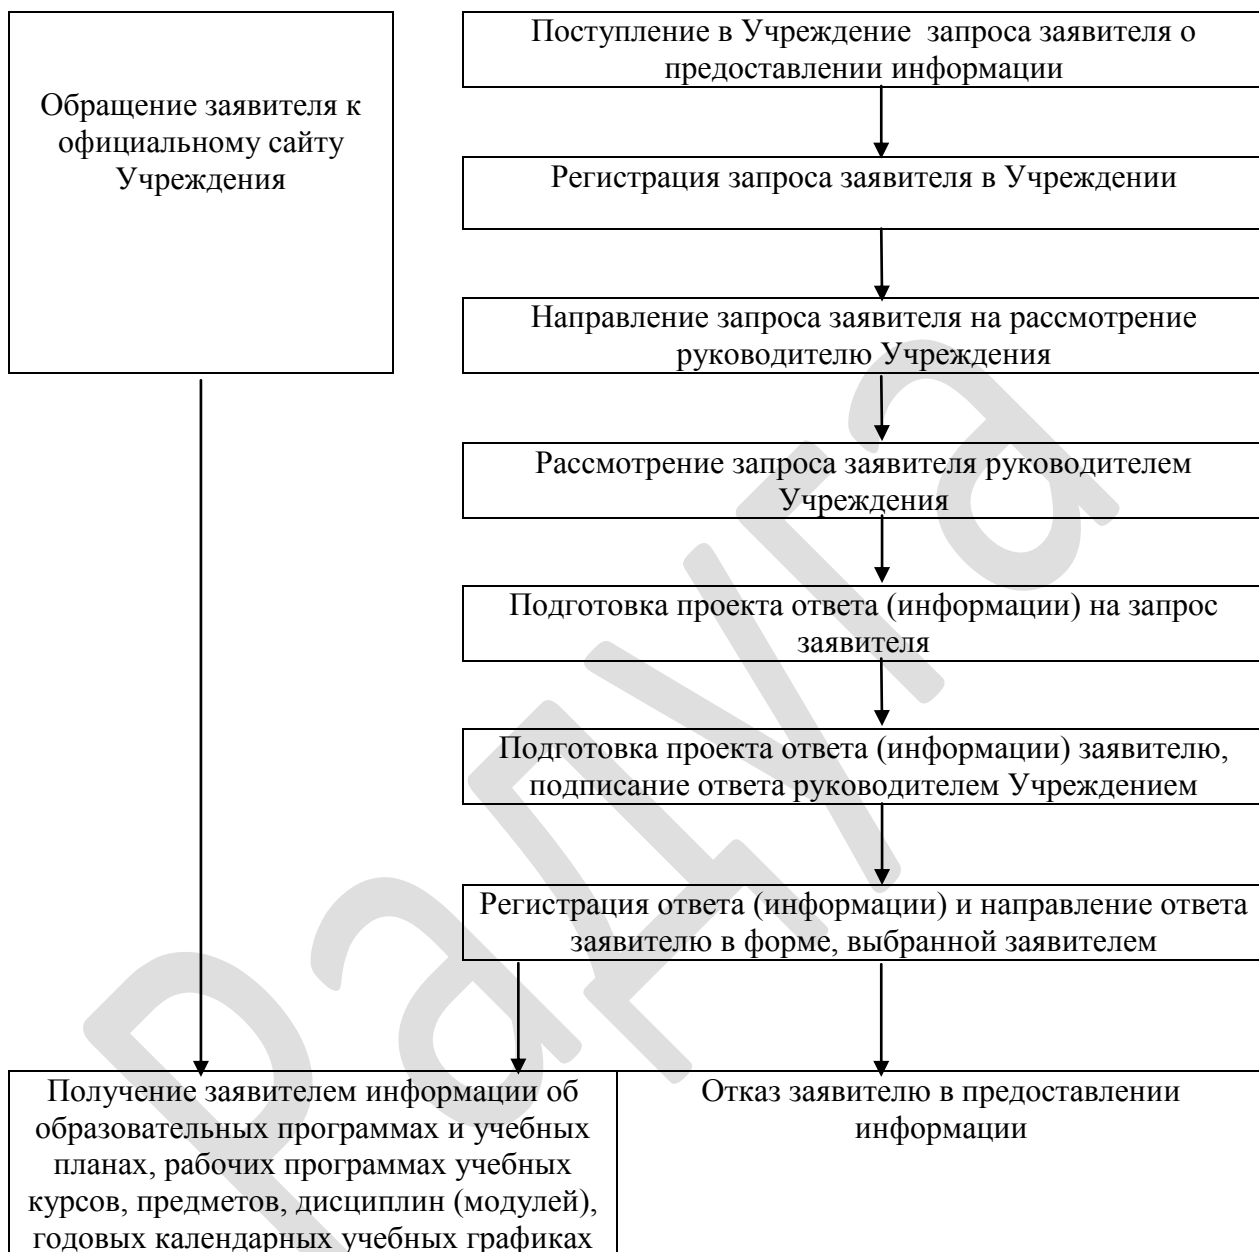 Обращение заявителя к
официальному сайту
Учреждения
Поступление в Учреждение запроса заявителя о
предоставлении информации
Регистрация запроса заявителя в Учреждении
Направление запроса заявителя на рассмотрение
руководителю Учреждения
Рассмотрение запроса заявителя руководителем
Учреждения
Подготовка проекта ответа (информации) на запрос
заявителя
Подготовка проекта ответа (информации) заявителю,
подписание ответа руководителем Учреждением
Регистрация ответа (информации) и направление ответа
заявителю в форме, выбранной заявителем
Получение заявителем информации об
образовательных программах и учебных
планах, рабочих программах учебных
курсов, предметов, дисциплин (модулей),
годовых календарных учебных графиках
Отказ заявителю в предоставлении
информации
Радуга